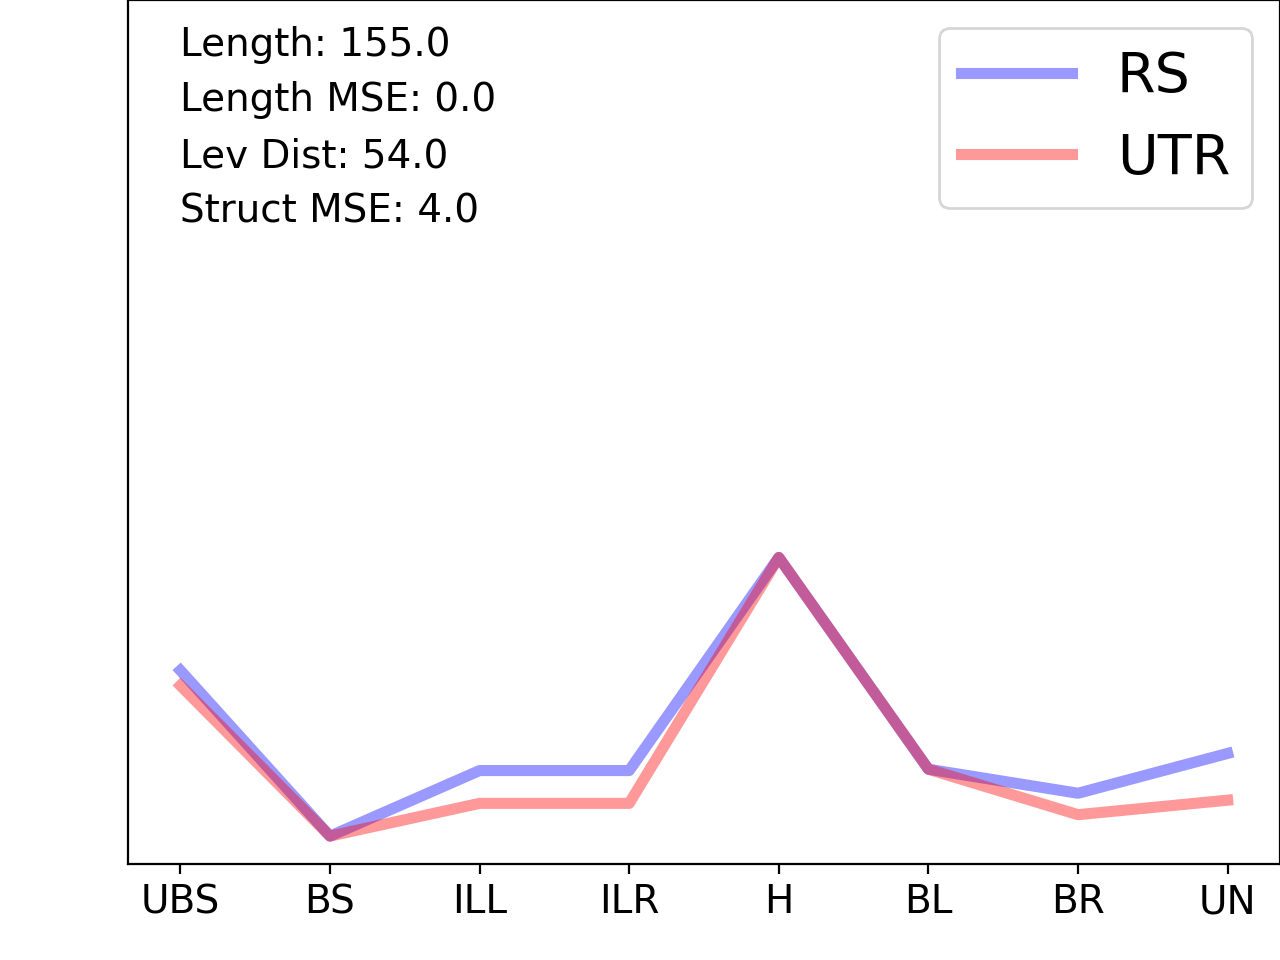 Length: 155.0
Length MSE: 0.0
Lev Dist: 54.0
Struct MSE: 4.0
RS
UTR
UBS BS ILL ILR H BL BR UN